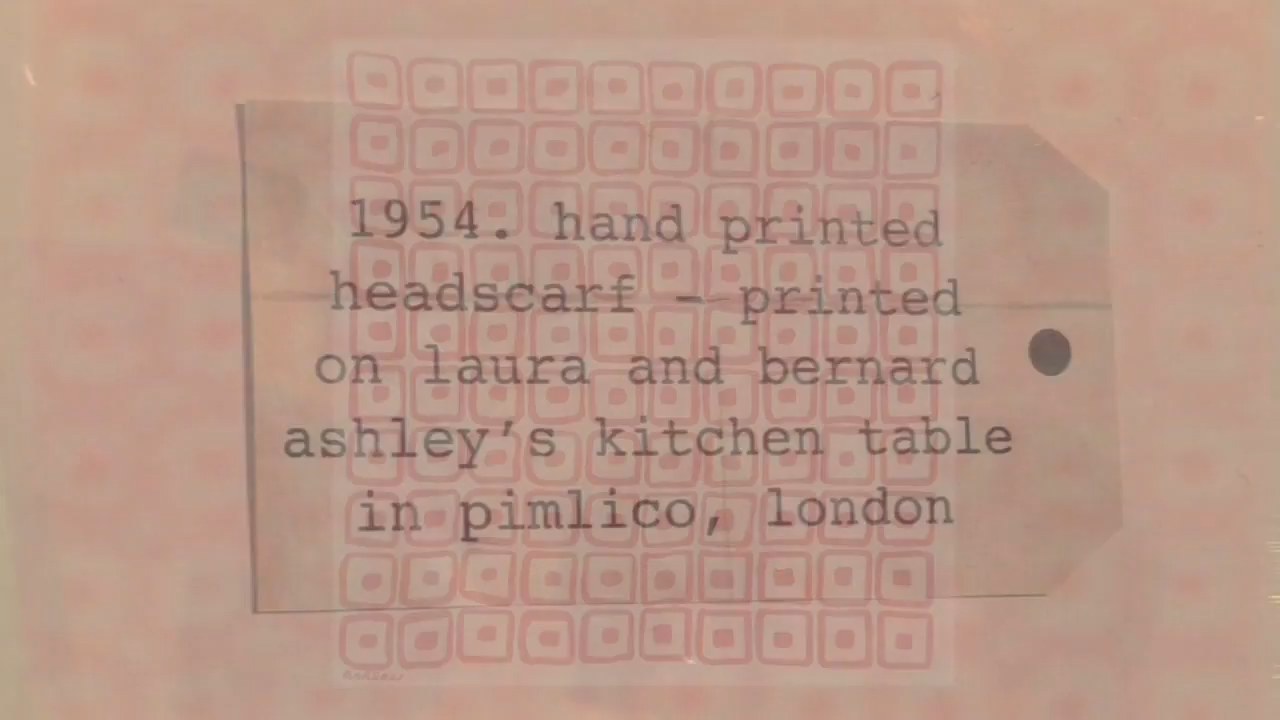 1954. hand printed
headscarf – printed
on laura and bernard
ashley's kitchen table
in pimlico, london